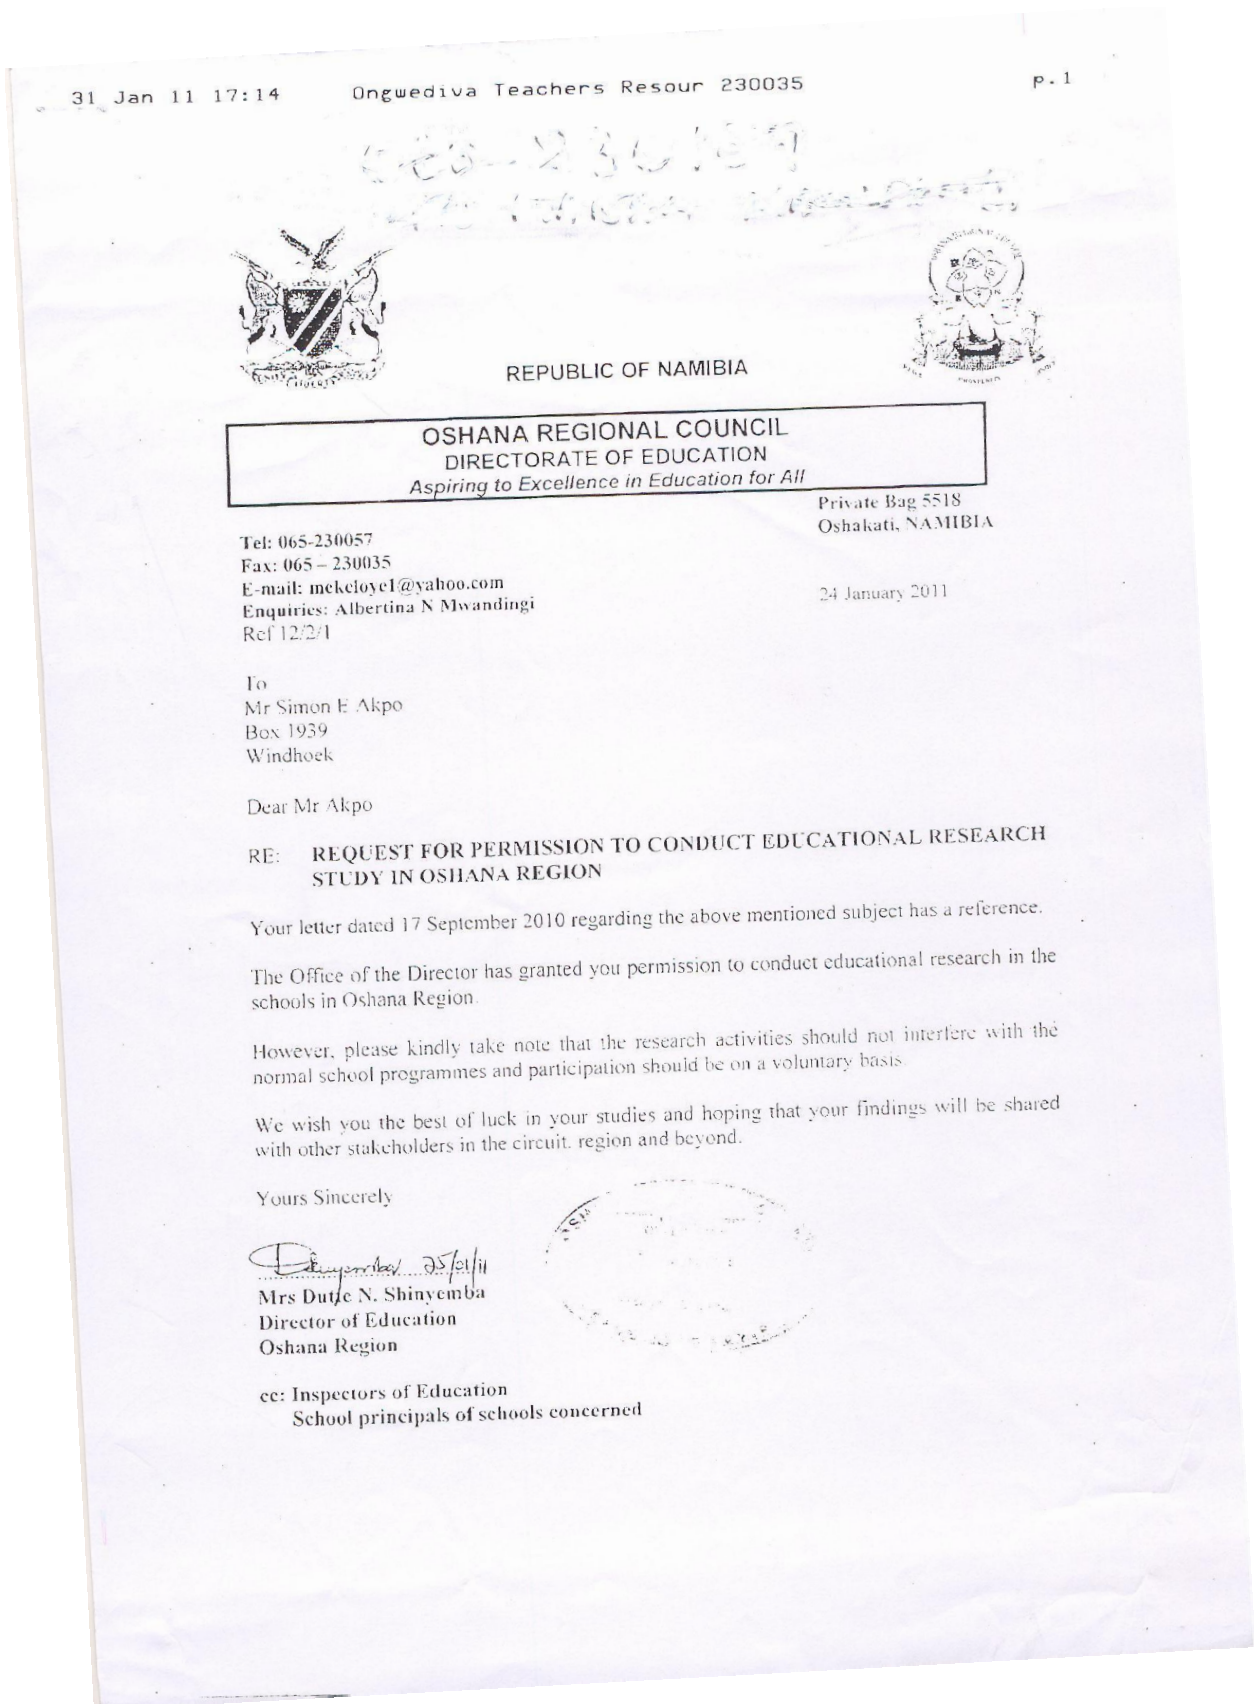 31 Jan 11 17:14 Ongwediva Teachers Resour 230035 p.1
REPUBLIC OF NAMIBIA
OSHANA REGIONAL COUNCIL
DIRECTORATE OF EDUCATION
Aspiring to Excellence in Education for All
Private Bag 5518
Oshakati, NAMIBIA
Tel: 065-230057
Fax: 065 – 230035
E-mail:
Enquiries: Albertina N Mwandingi
24 January 2011
Ref 12/2/1
To
Mr Simon E Akpo
Box 1939
Windhoek
Dear Mr Akpo
RE: REQUEST FOR PERMISSION TO CONDUCT EDUCATIONAL RESEARCH
STUDY IN OSHANA REGION
Your letter dated 17 September 2010 regarding the above mentioned subject has a reference.
The Office of the Director has granted you permission to conduct educational research in the
schools in Oshana Region.
However, please kindly take note that the research activities should not interfere with the
normal school programmes and participation should be on a voluntary basis.
We wish you the best of luck in your studies and hoping that your findings will be shared
with other stakeholders in the circuit, region and beyond.
Yours Sincerely
25/01/11
Mrs Dutte N. Shinyemba
Director of Education
Oshana Region
cc: Inspectors of Education
School principals of schools concerned